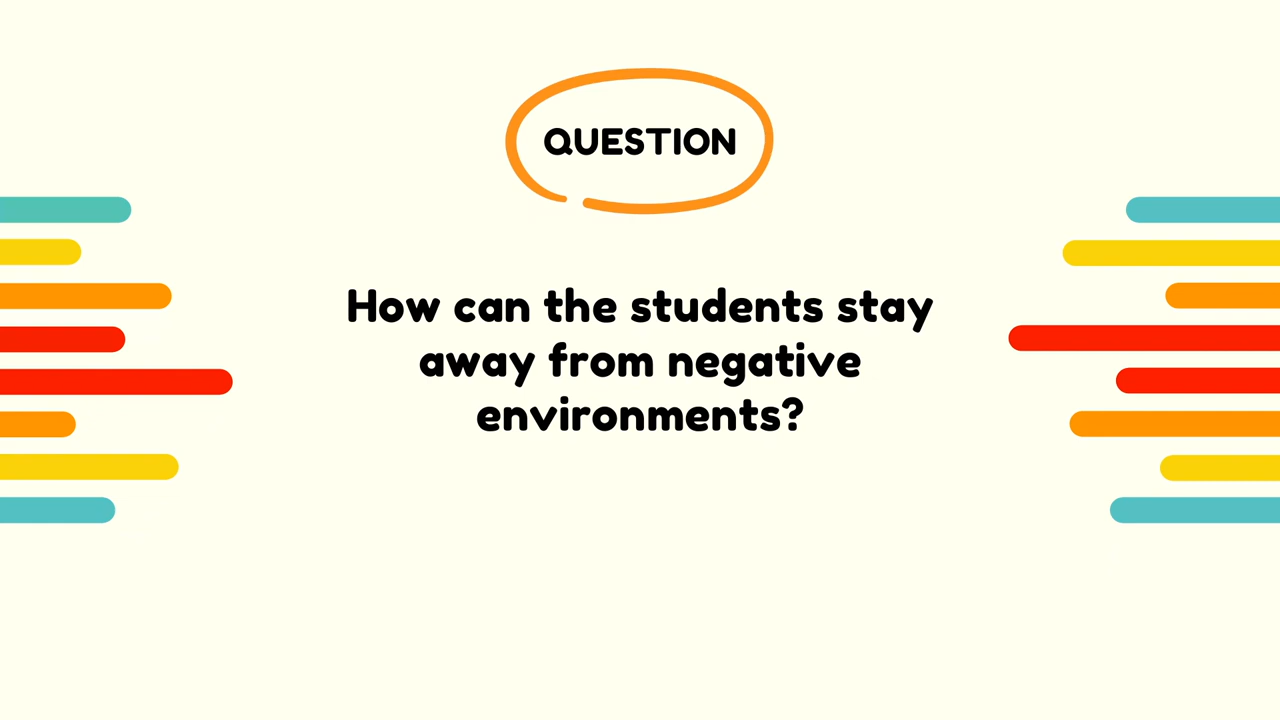 QUESTION
How can the students stay
away from negative
environments?